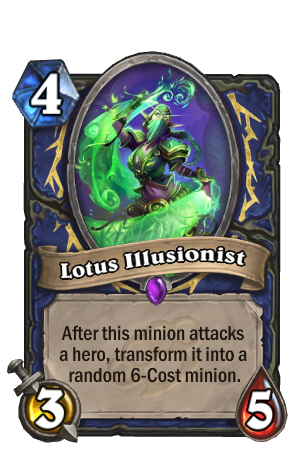 4
Lotus Illusionist
After this minion attacks
a hero, transform it into a
random 6-Cost minion.
3
5